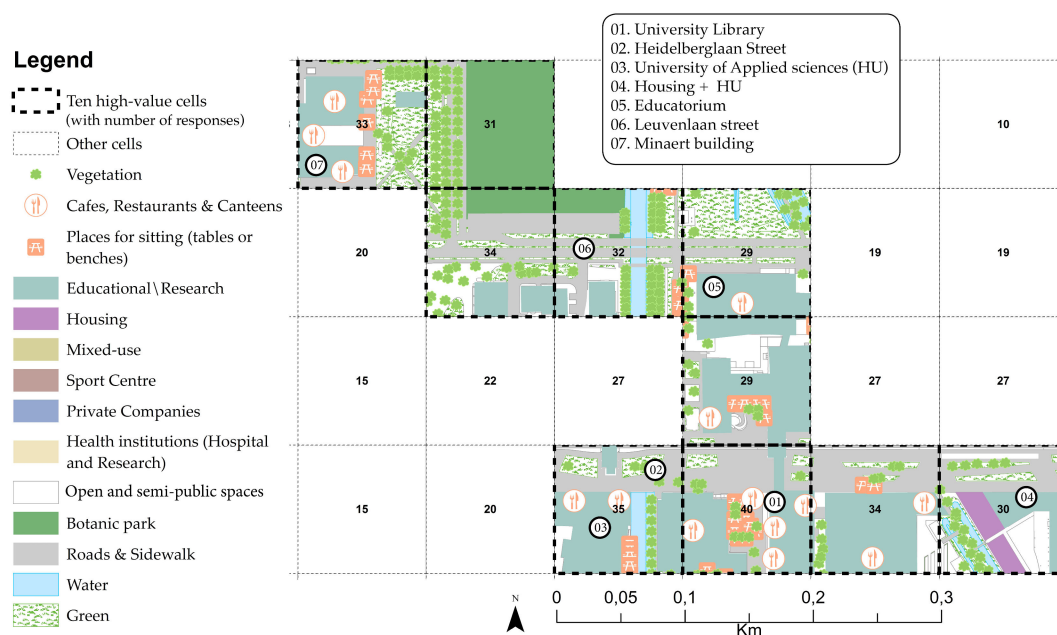 Legend
Ten high-value cells
(with number of responses)
Other cells
Vegetation
Cafes, Restaurants & Canteens
Places for sitting (tables or
benches)
Educational\Research
Housing
Mixed-use
Sport Centre
Private Companies
Health institutions (Hospital
and Research)
Open and semi-public spaces
Botanic park
Roads & Sidewalk
Water
Green
01. University Library
02. Heidelberglaan Street
03. University of Applied sciences (HU)
04. Housing + HU
05. Educatorium
06. Leuvenlaan street
07. Minaert building
33 31 10
07
20 34 06 32 29 19 19
05
15 22 27 29 27 27
02
15 20 35 40 01 34 30 04
03
N
0 0,05 0,1 0,2 0,3
Km